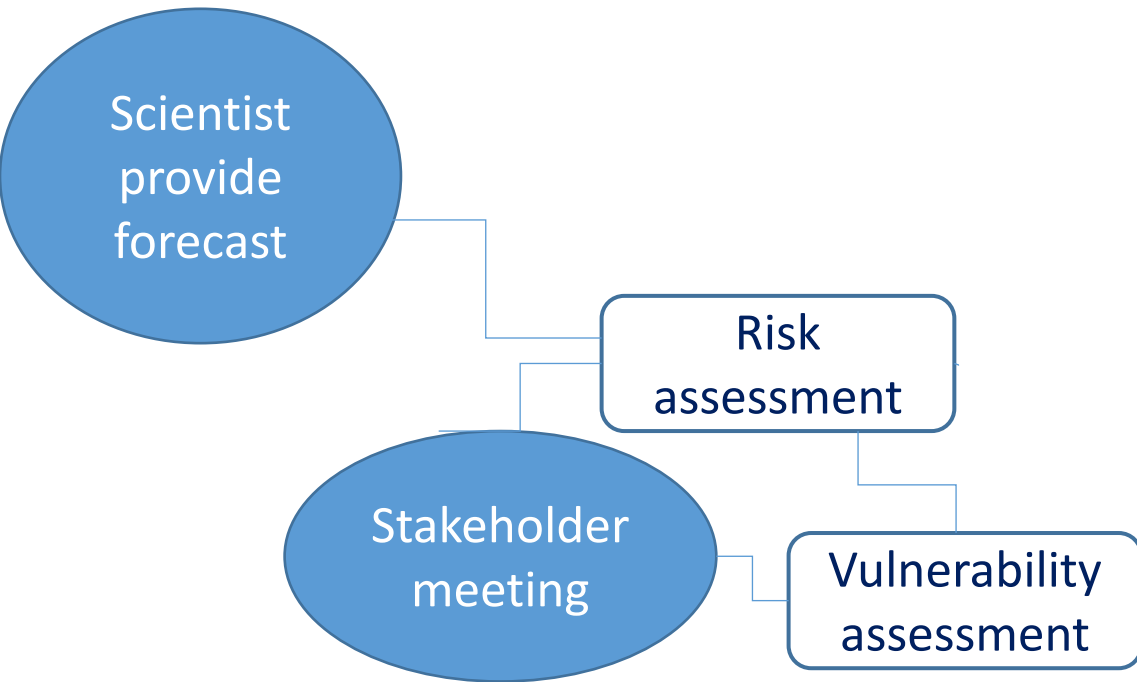 Scientist
provide
forecast
Risk
assessment
Stakeholder
meeting
Vulnerability
assessment